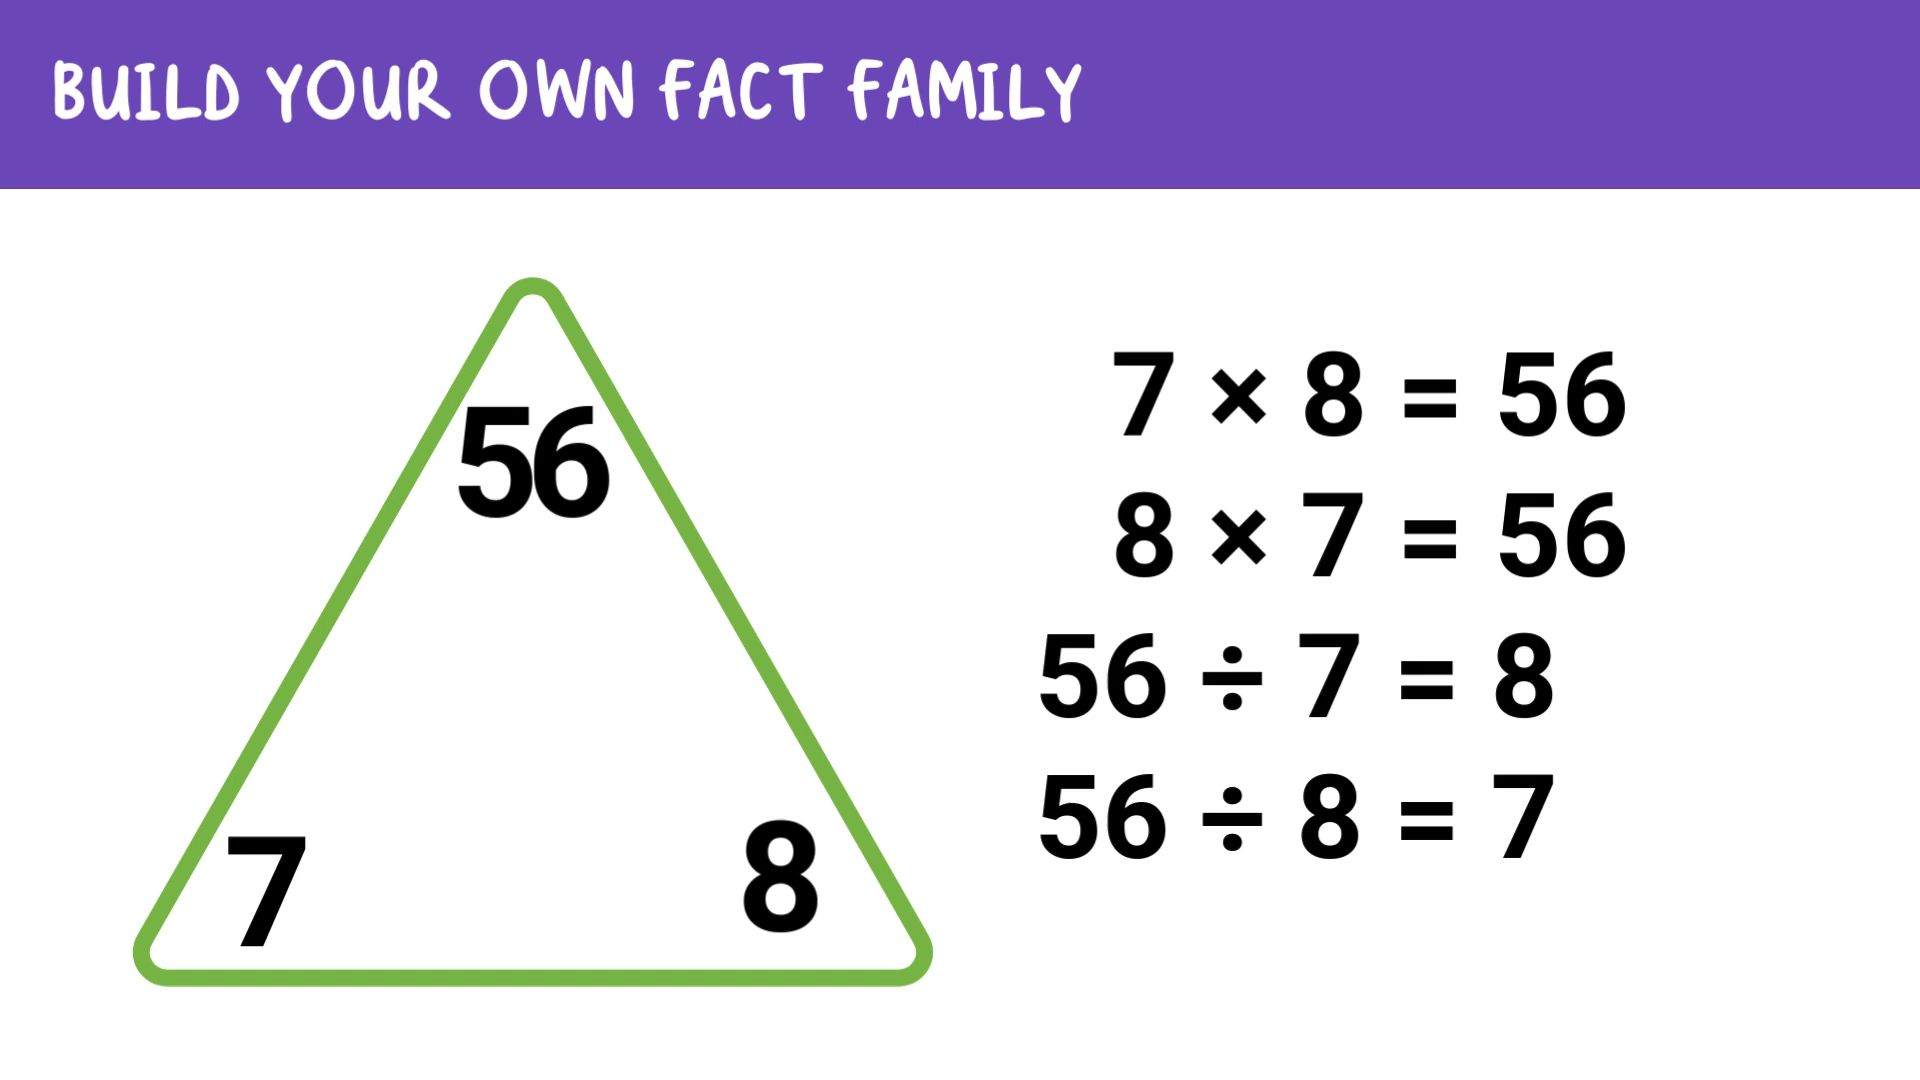 BUILD YOUR OWN FACT FAMILY
56
7
8
7 × 8 = 56
8 × 7 = 56
56 ÷ 7 = 8
56 ÷ 8 = 7